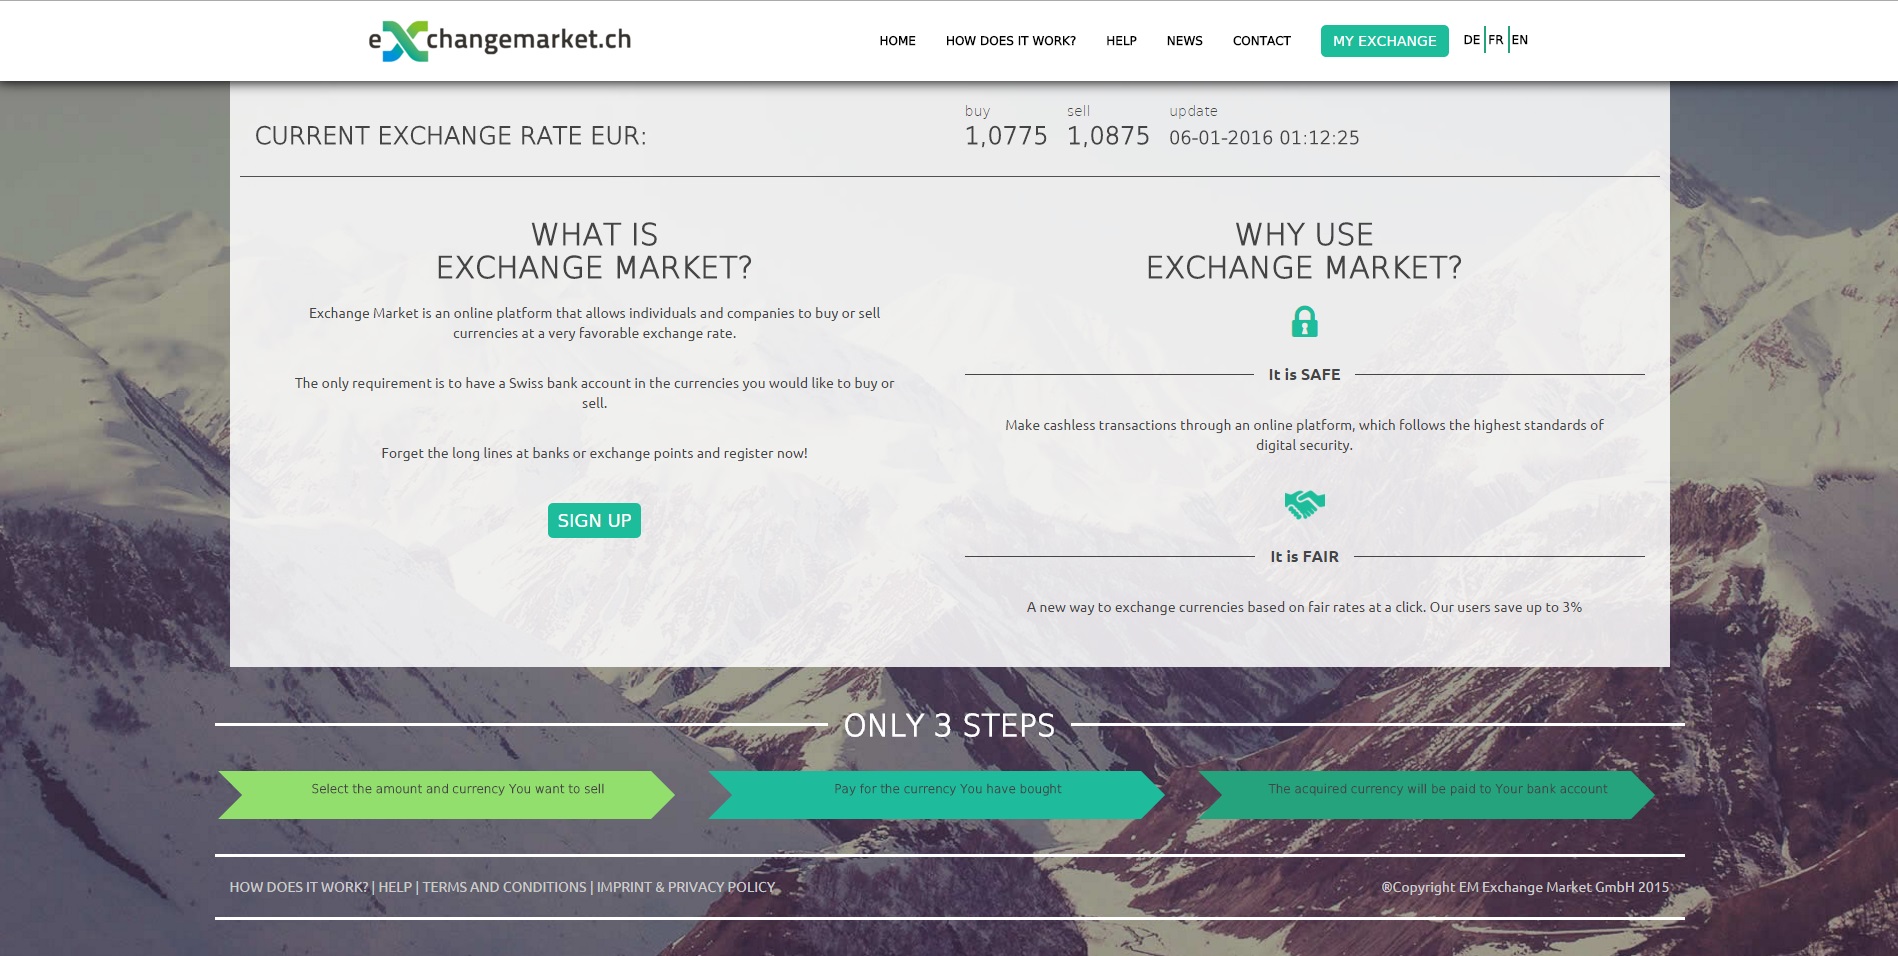 eXchangemarket.ch
HOME HOW DOES IT WORK? HELP NEWS CONTACT MY EXCHANGE DE FR EN
buy sell update
CURRENT EXCHANGE RATE EUR: 1,0775 1,0875 06-01-2016 01:12:25
WHAT IS
EXCHANGE MARKET?
Exchange Market is an online platform that allows individuals and companies to buy or sell
currencies at a very favorable exchange rate.
The only requirement is to have a Swiss bank account in the currencies you would like to buy or
sell.
Forget the long lines at banks or exchange points and register now!
SIGN UP
WHY USE
EXCHANGE MARKET?
It is SAFE
Make cashless transactions through an online platform, which follows the highest standards of
digital security.
It is FAIR
A new way to exchange currencies based on fair rates at a click. Our users save up to 3%
ONLY 3 STEPS
Select the amount and currency You want to sell
Pay for the currency You have bought
The acquired currency will be paid to Your bank account
HOW DOES IT WORK? | HELP | TERMS AND CONDITIONS | IMPRINT & PRIVACY POLICY
®Copyright EM Exchange Market GmbH 2015